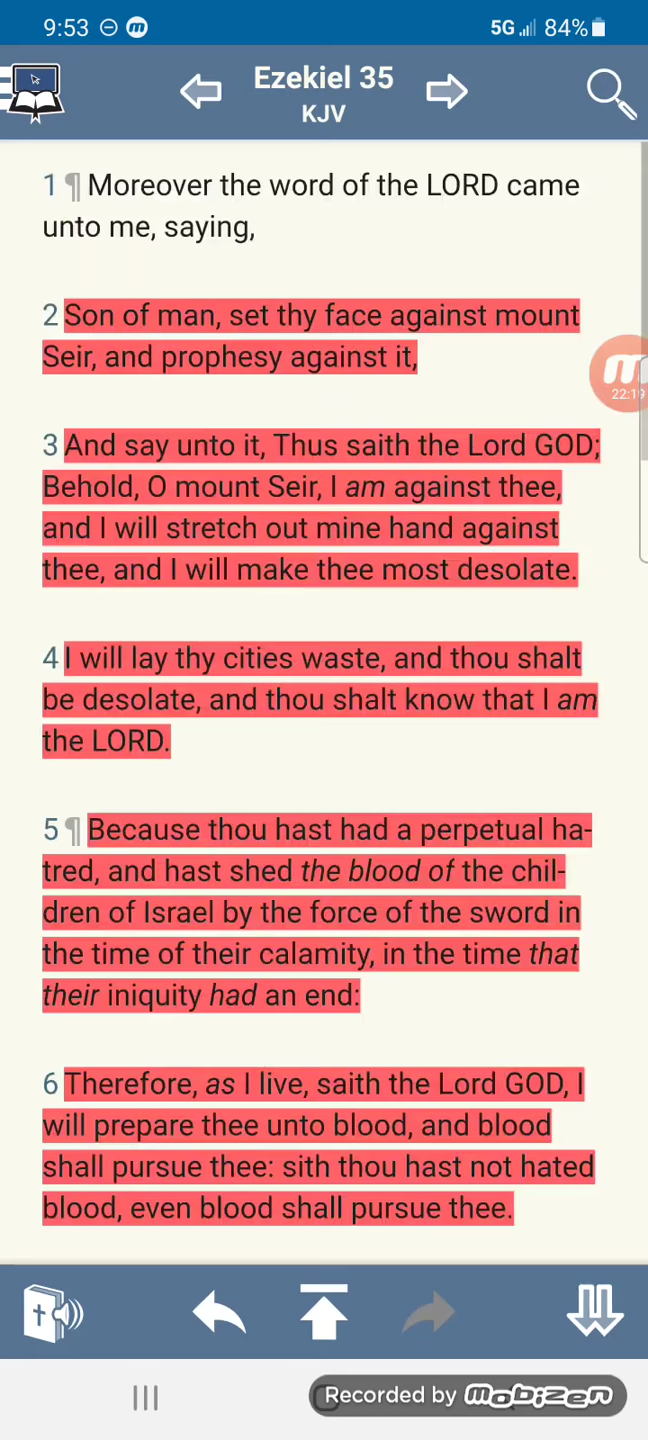 9:53
5G 84%
Ezekiel 35
KJV
1 ¶ Moreover the word of the LORD came
unto me, saying,
2 Son of man, set thy face against mount
Seir, and prophesy against it,
22:19
3 And say unto it, Thus saith the Lord GOD;
Behold, O mount Seir, I am against thee,
and I will stretch out mine hand against
thee, and I will make thee most desolate.
4 I will lay thy cities waste, and thou shalt
be desolate, and thou shalt know that I am
the LORD.
5 ¶ Because thou hast had a perpetual ha-
tred, and hast shed the blood of the chil-
dren of Israel by the force of the sword in
the time of their calamity, in the time that
their iniquity had an end:
6 Therefore, as I live, saith the Lord GOD, I
will prepare thee unto blood, and blood
shall pursue thee: sith thou hast not hated
blood, even blood shall pursue thee.
Recorded by Mobizen